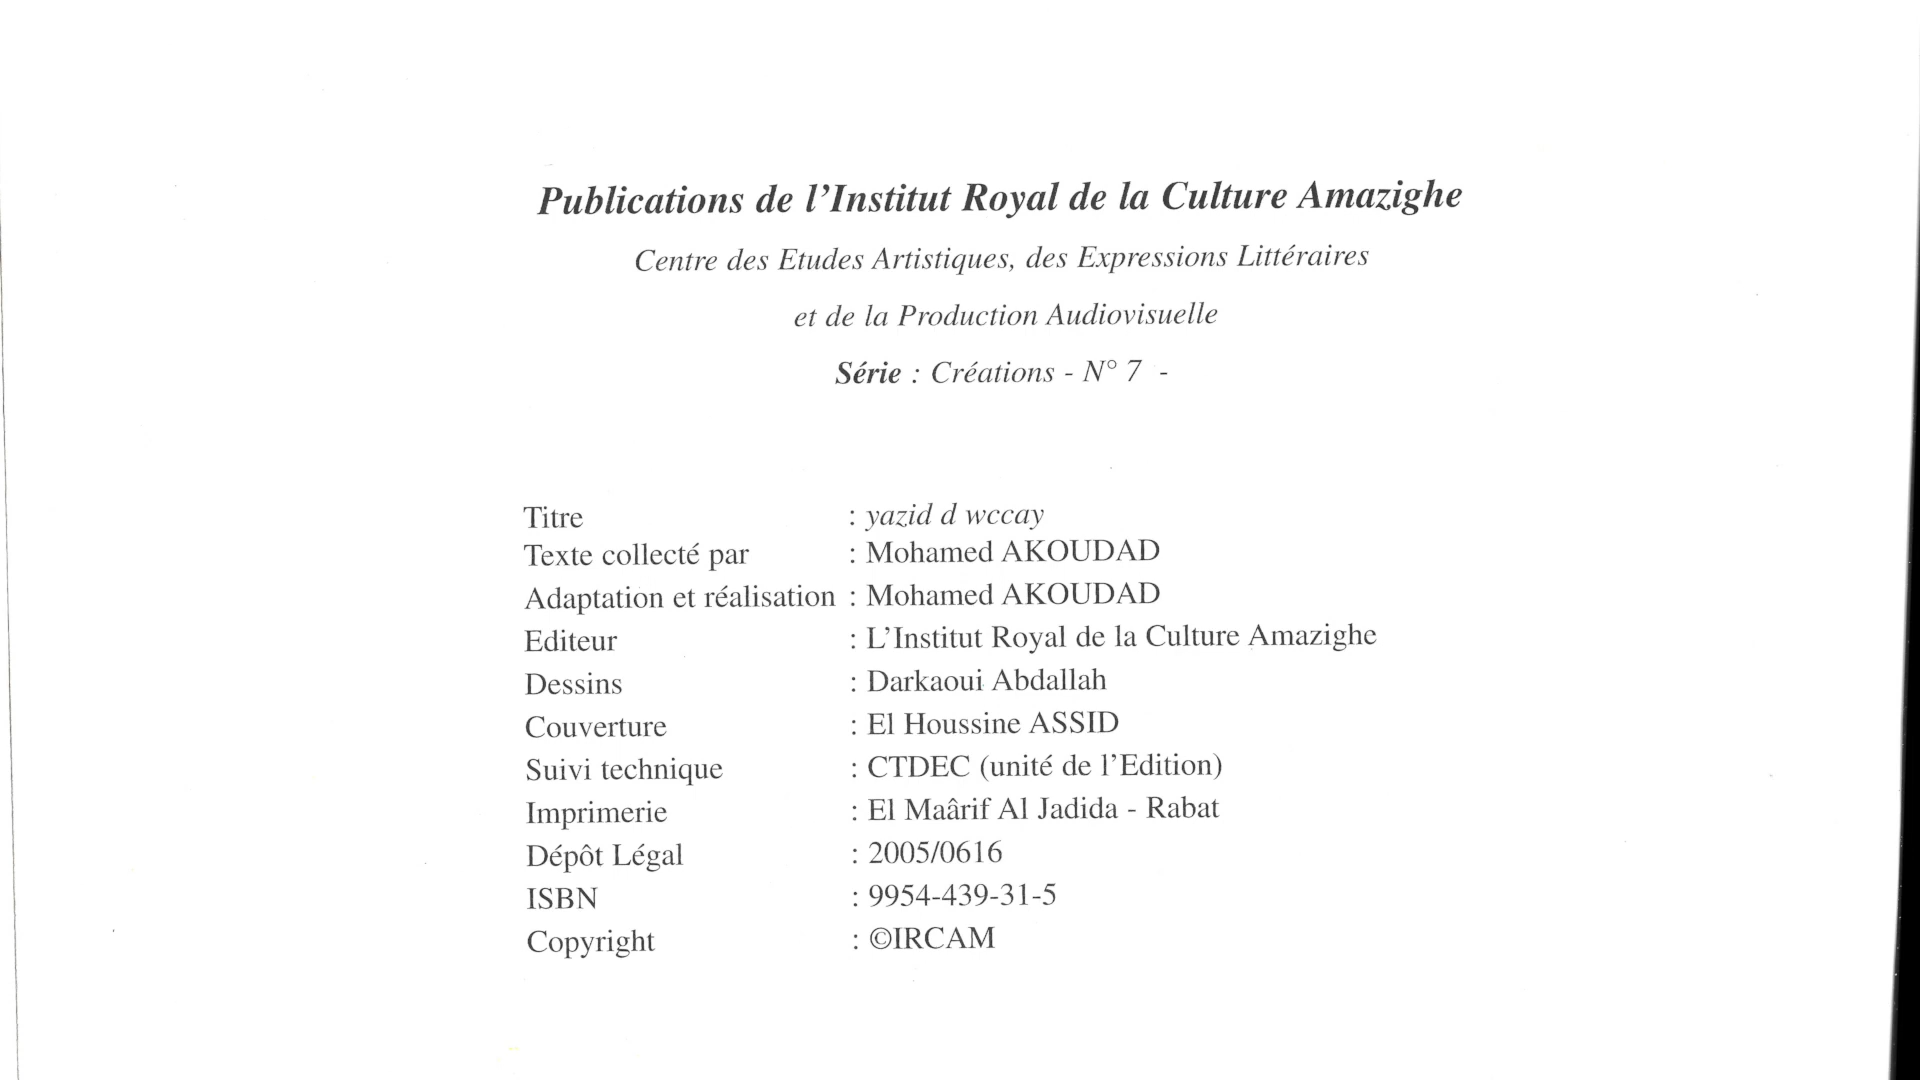 Publications de l'Institut Royal de la Culture Amazighe
Centre des Etudes Artistiques, des Expressions Littéraires
et de la Production Audiovisuelle
Série : Créations - N° 7 -
Titre : yazid d wccay
Texte collecté par : Mohamed AKOUDAD
Adaptation et réalisation : Mohamed AKOUDAD
Editeur : L'Institut Royal de la Culture Amazighe
Dessins : Darkaoui Abdallah
Couverture : El Houssine ASSID
Suivi technique : CTDEC (unité de l'Edition)
Imprimerie : El Maârif Al Jadida - Rabat
Dépôt Légal : 2005/0616
ISBN : 9954-439-31-5
Copyright : ©IRCAM